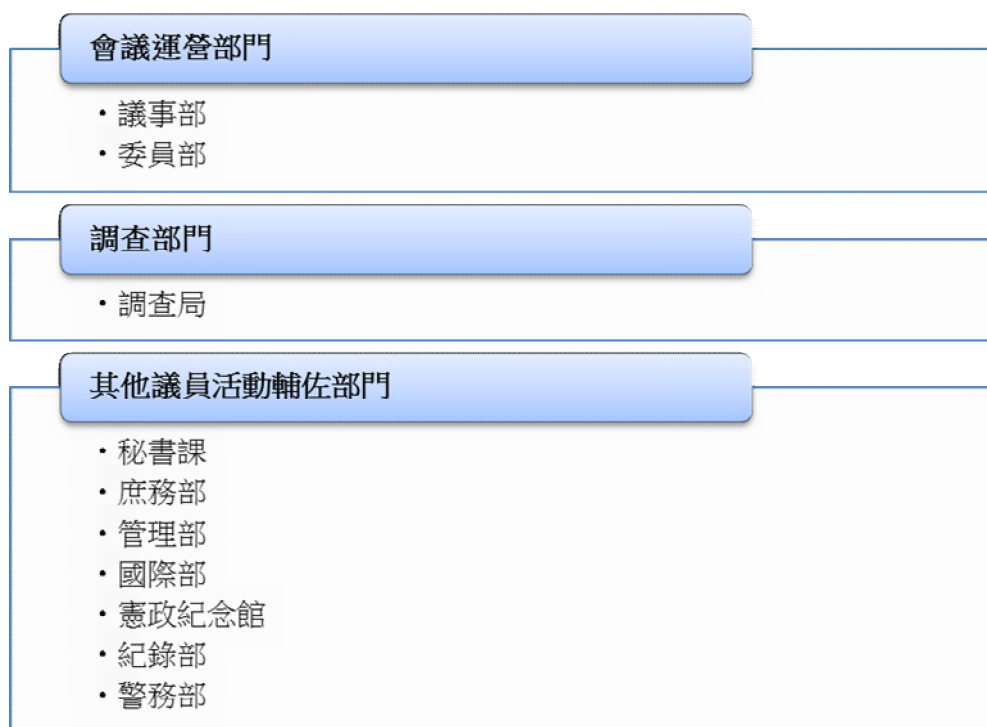 會議運營部門
・議事部
・委員部
調查部門
・調查局
其他議員活動輔佐部門
・秘書課
・庶務部
・管理部
・國際部
・憲政紀念館
・紀錄部
・警務部